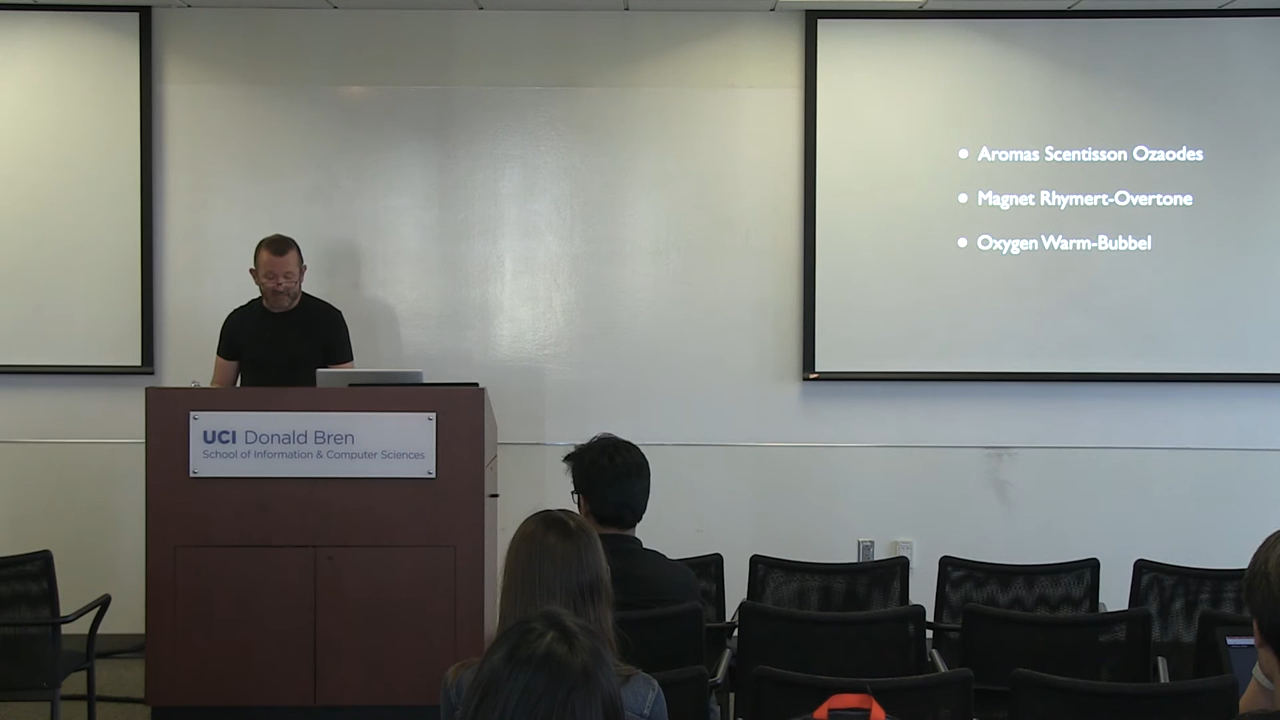 UCI Donald Bren
School of Information & Computer Sciences
• Aromas Scentisson Ozaodes
• Magnet Rhymert-Overtone
• Oxygen Warm-Bubbel